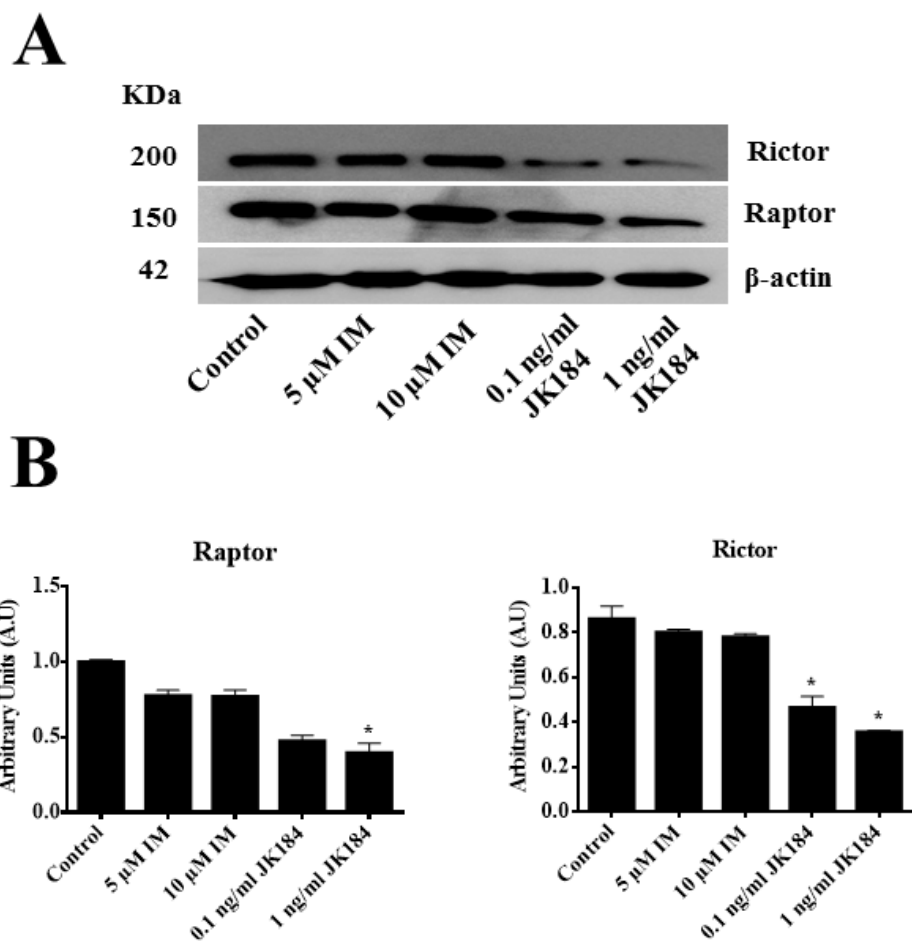 A
KDa
200
Rictor
150
Raptor
42
β-actin
Control
5 µM IM
10 µM IM
0.1 ng/ml
JK184
1 ng/ml
JK184
B
Raptor
Arbitrary Units (A.U)
1.5
1.0
0.5
0.0
*
Control
5 µM IM
10 µM IM
0.1 ng/ml JK184
1 ng/ml JK184
Rictor
Arbitrary Units (A.U)
1.0
0.8
0.6
0.4
0.2
0.0
*
*
Control
5 µM IM
10 µM IM
0.1 ng/ml JK184
1 ng/ml JK184